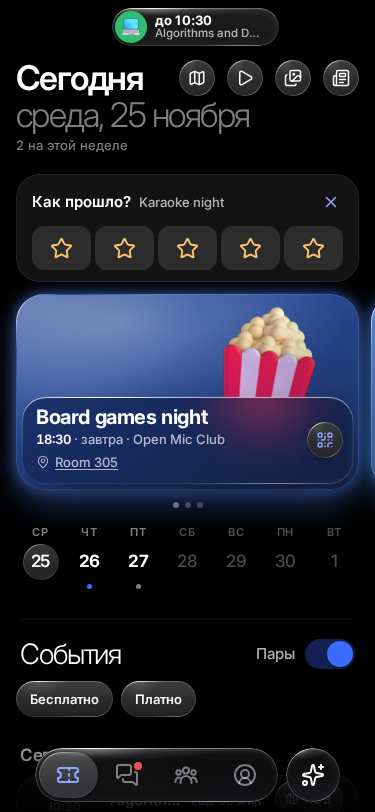 до 10:30
Algorithms and D...
Сегодня
среда, 25 ноября
2 на этой неделе
Как прошло? Karaoke night
Board games night
18:30 · завтра · Open Mic Club
Room 305
СР ЧТ ПТ СБ ВС ПН ВТ
25 26 27 28 29 30 1
События
Пары
Бесплатно Платно
10:30